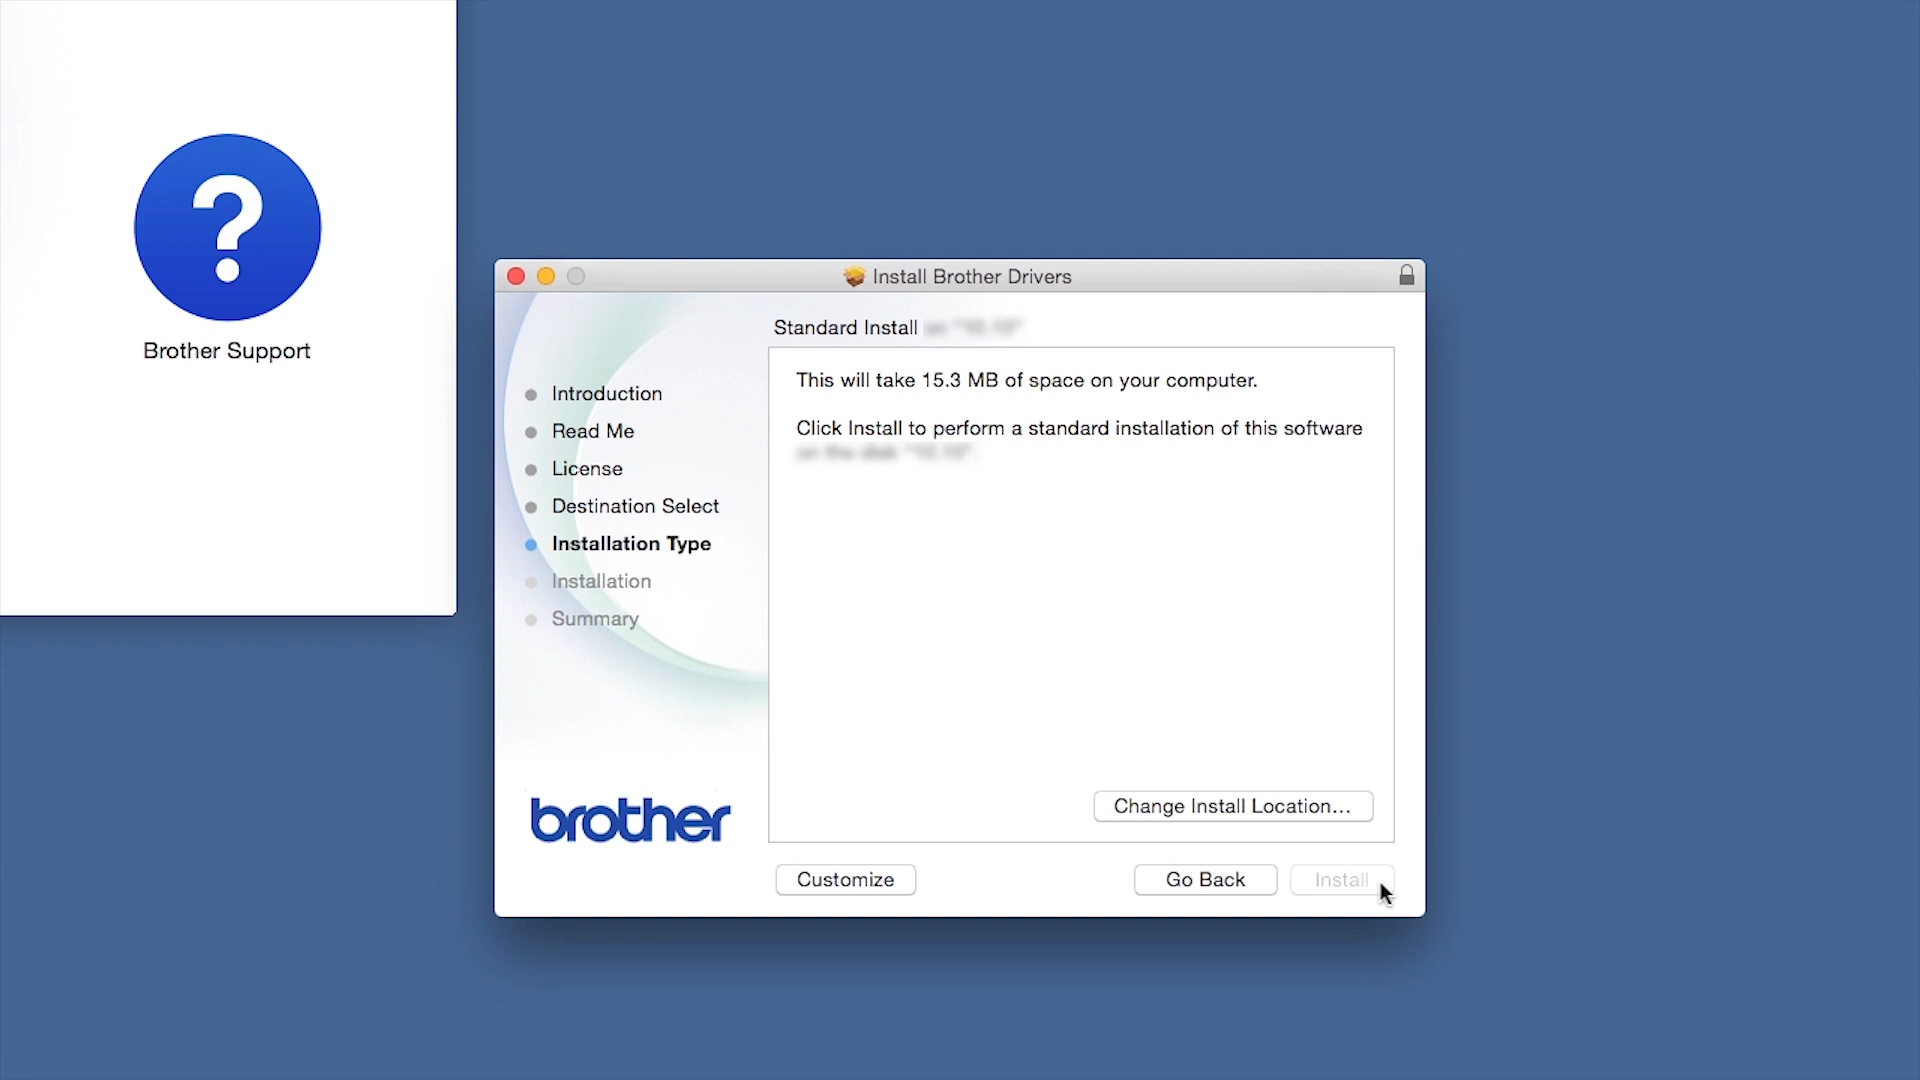 ?
Brother Support
Install Brother Drivers
Standard Install
This will take 15.3 MB of space on your computer.
Click Install to perform a standard installation of this software
Introduction
Read Me
License
Destination Select
Installation Type
Installation
Summary
brother
Change Install Location...
Customize
Go Back
Install